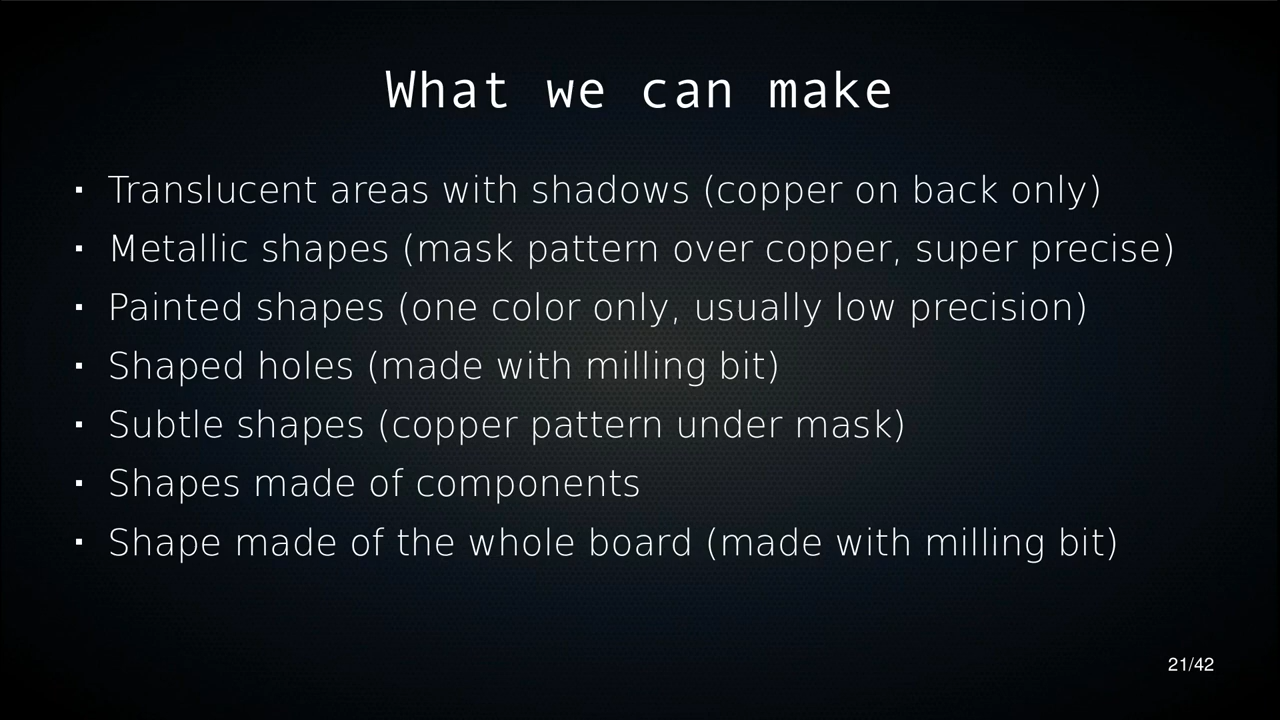 What we can make
▪ Translucent areas with shadows (copper on back only)
▪ Metallic shapes (mask pattern over copper, super precise)
▪ Painted shapes (one color only, usually low precision)
▪ Shaped holes (made with milling bit)
▪ Subtle shapes (copper pattern under mask)
▪ Shapes made of components
▪ Shape made of the whole board (made with milling bit)
21/42